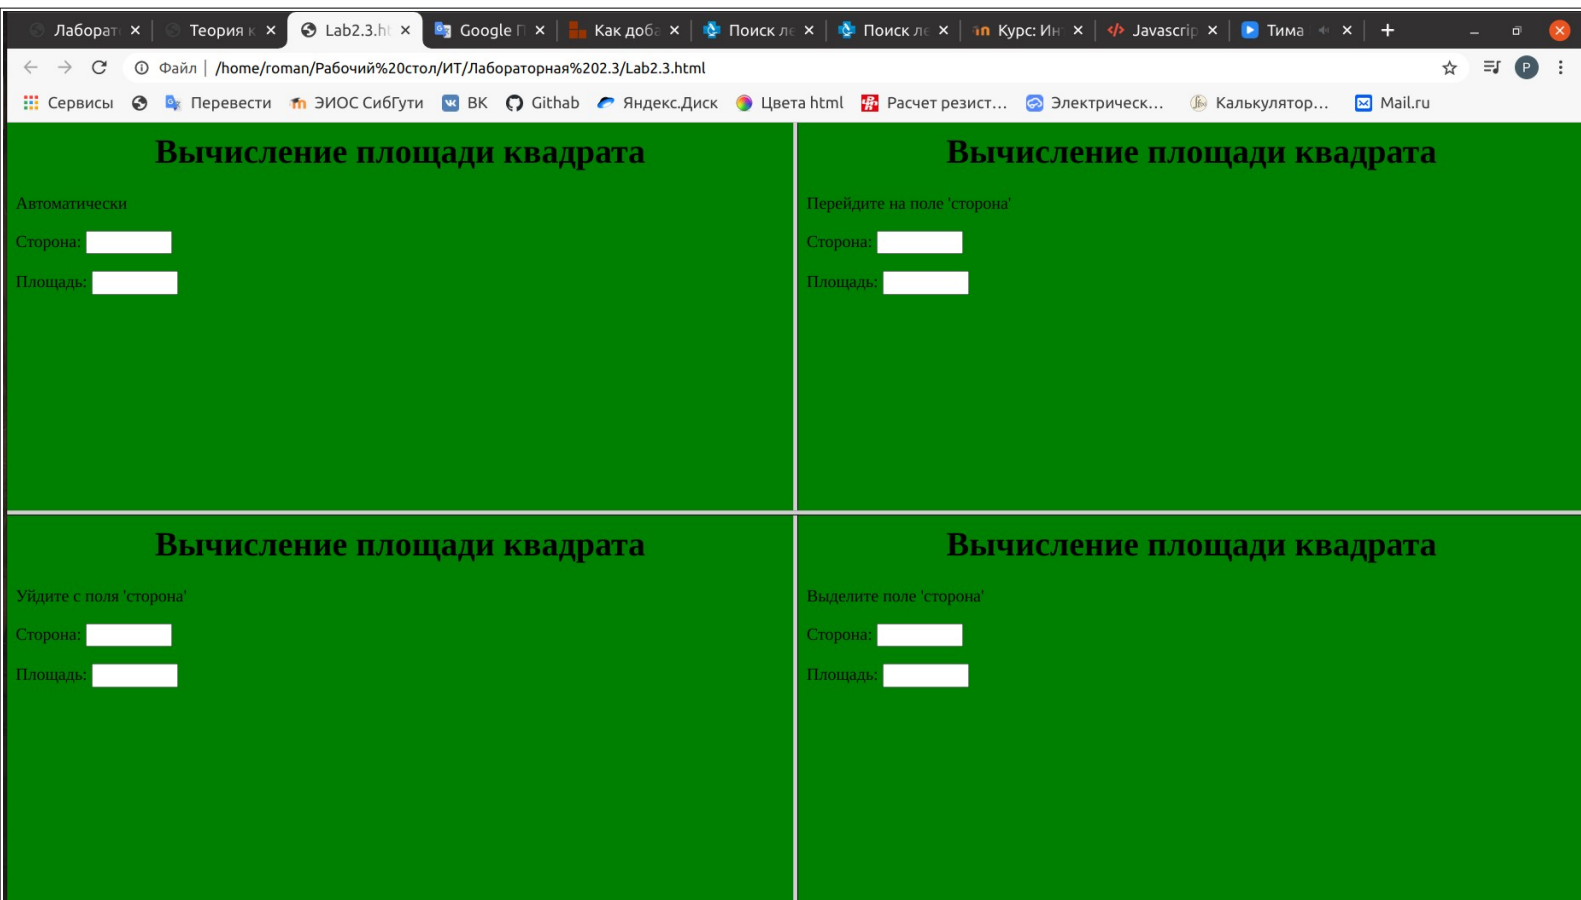 Лаборат Теория к Lab2.3.ht Google П Как доба Поиск ле Поиск ле Курс: Ин Javascrip Тима
Файл | /home/roman/Рабочий%20стол/ИТ/Лабораторная%202.3/Lab2.3.html P
Сервисы Перевести ЭИОС СибГути ВК Githab Яндекс.Диск Цвета html Расчет резист... Электрическ... Калькулятор... Mail.ru
Вычисление площади квадрата
Автоматически
Сторона:
Площадь:
Вычисление площади квадрата
Перейдите на поле 'сторона'
Сторона:
Площадь:
Вычисление площади квадрата
Уйдите с поля 'сторона'
Сторона:
Площадь:
Вычисление площади квадрата
Выделите поле 'сторона'
Сторона:
Площадь: